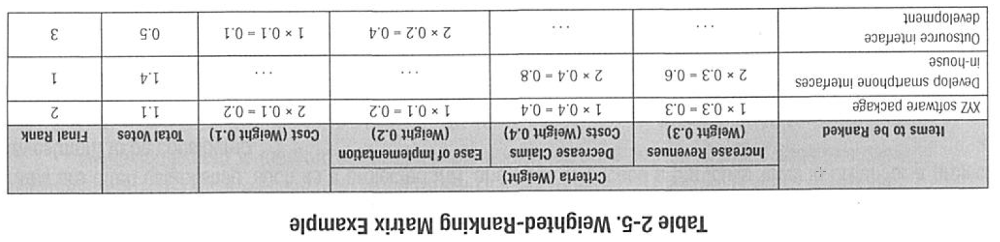 Table 2-5. Weighted-Ranking Matrix Example
Criteria (Weight)
Items to be Ranked
Increase Revenues
(Weight 0.3)
Decrease Claims
Costs (Weight 0.4)
Ease of Implementation
(Weight 0.2)
Cost (Weight 0.1)
Total Votes
Final Rank
XYZ software package
1 × 0.3 = 0.3
1 × 0.4 = 0.4
1 × 0.1 = 0.2
2 × 0.1 = 0.2
1.1
2
Develop smartphone interfaces
in-house
2 × 0.3 = 0.6
2 × 0.4 = 0.8
...
...
1.4
1
Outsource interface
development
...
...
2 × 0.2 = 0.4
1 × 0.1 = 0.1
0.5
3